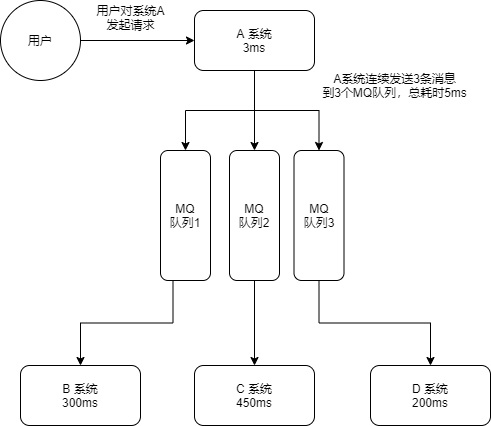 用户对系统A
发起请求
用户
A 系统
3ms
A系统连续发送3条消息
到3个MQ队列，总耗时5ms
MQ
队列1
MQ
队列2
MQ
队列3
B 系统
300ms
C 系统
450ms
D 系统
200ms